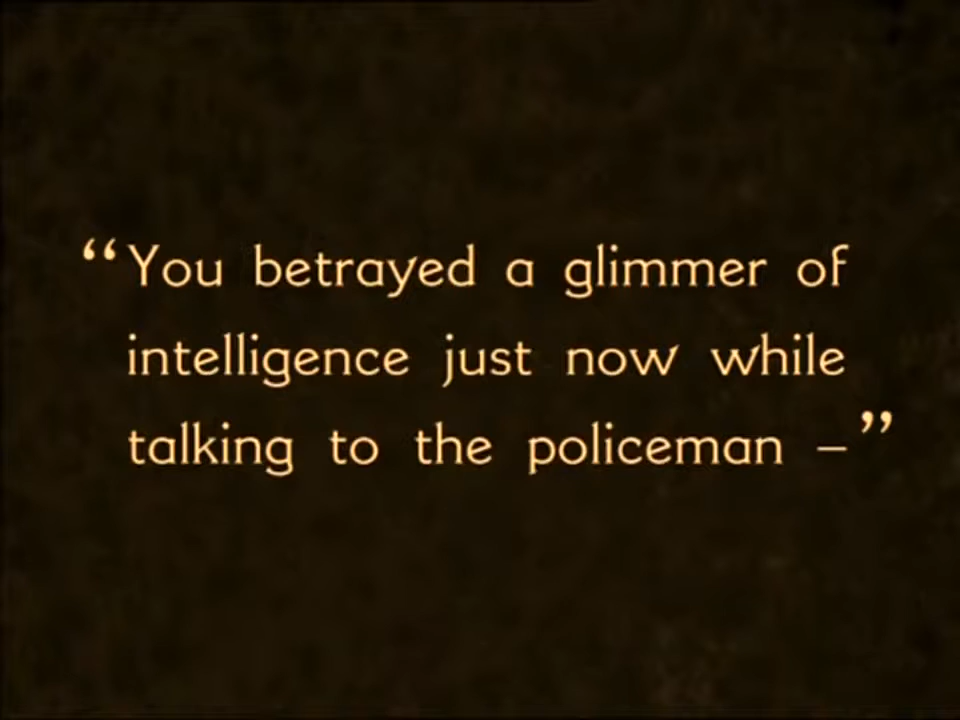 “You betrayed a glimmer of
intelligence just now while
talking to the policeman –”